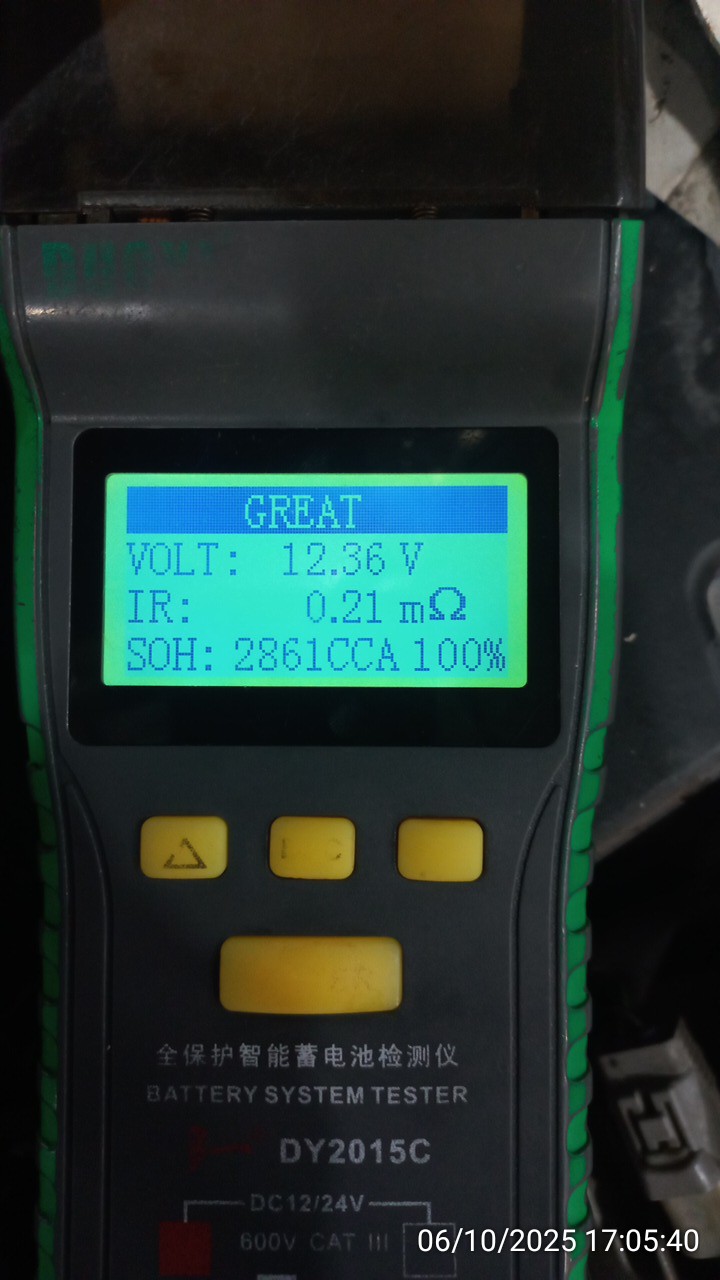 GREAT
VOLT: 12.36 V
IR: 0.21 mΩ
SOH: 2861CCA 100%
全保护智能蓄电池检测仪
BATTERY SYSTEM TESTER
DY2015C
DC12/24V
600V CAT III
06/10/2025 17:05:40